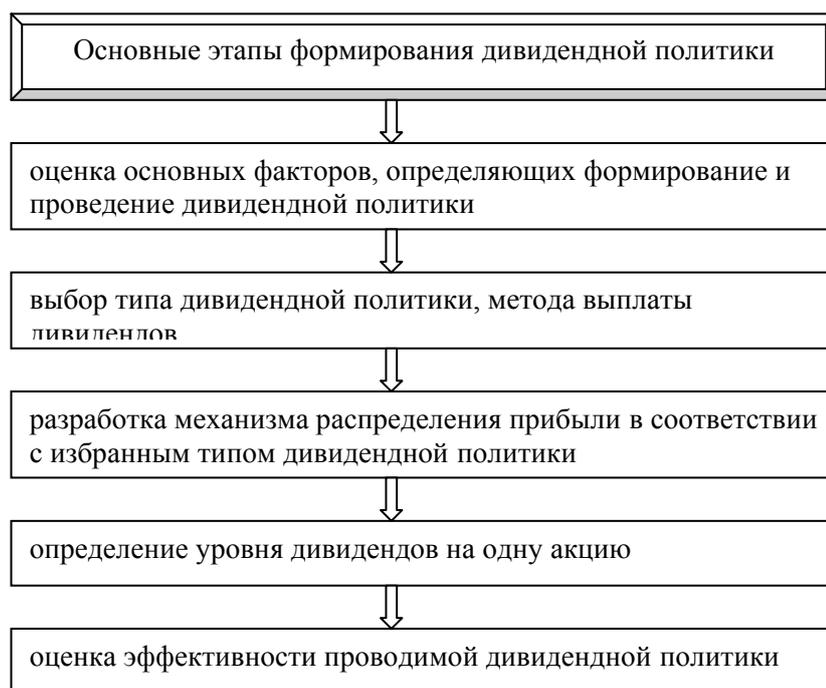 Основные этапы формирования дивидендной политики
оценка основных факторов, определяющих формирование и
проведение дивидендной политики
выбор типа дивидендной политики, метода выплаты
дивидендов
разработка механизма распределения прибыли в соответствии
с избранным типом дивидендной политики
определение уровня дивидендов на одну акцию
оценка эффективности проводимой дивидендной политики